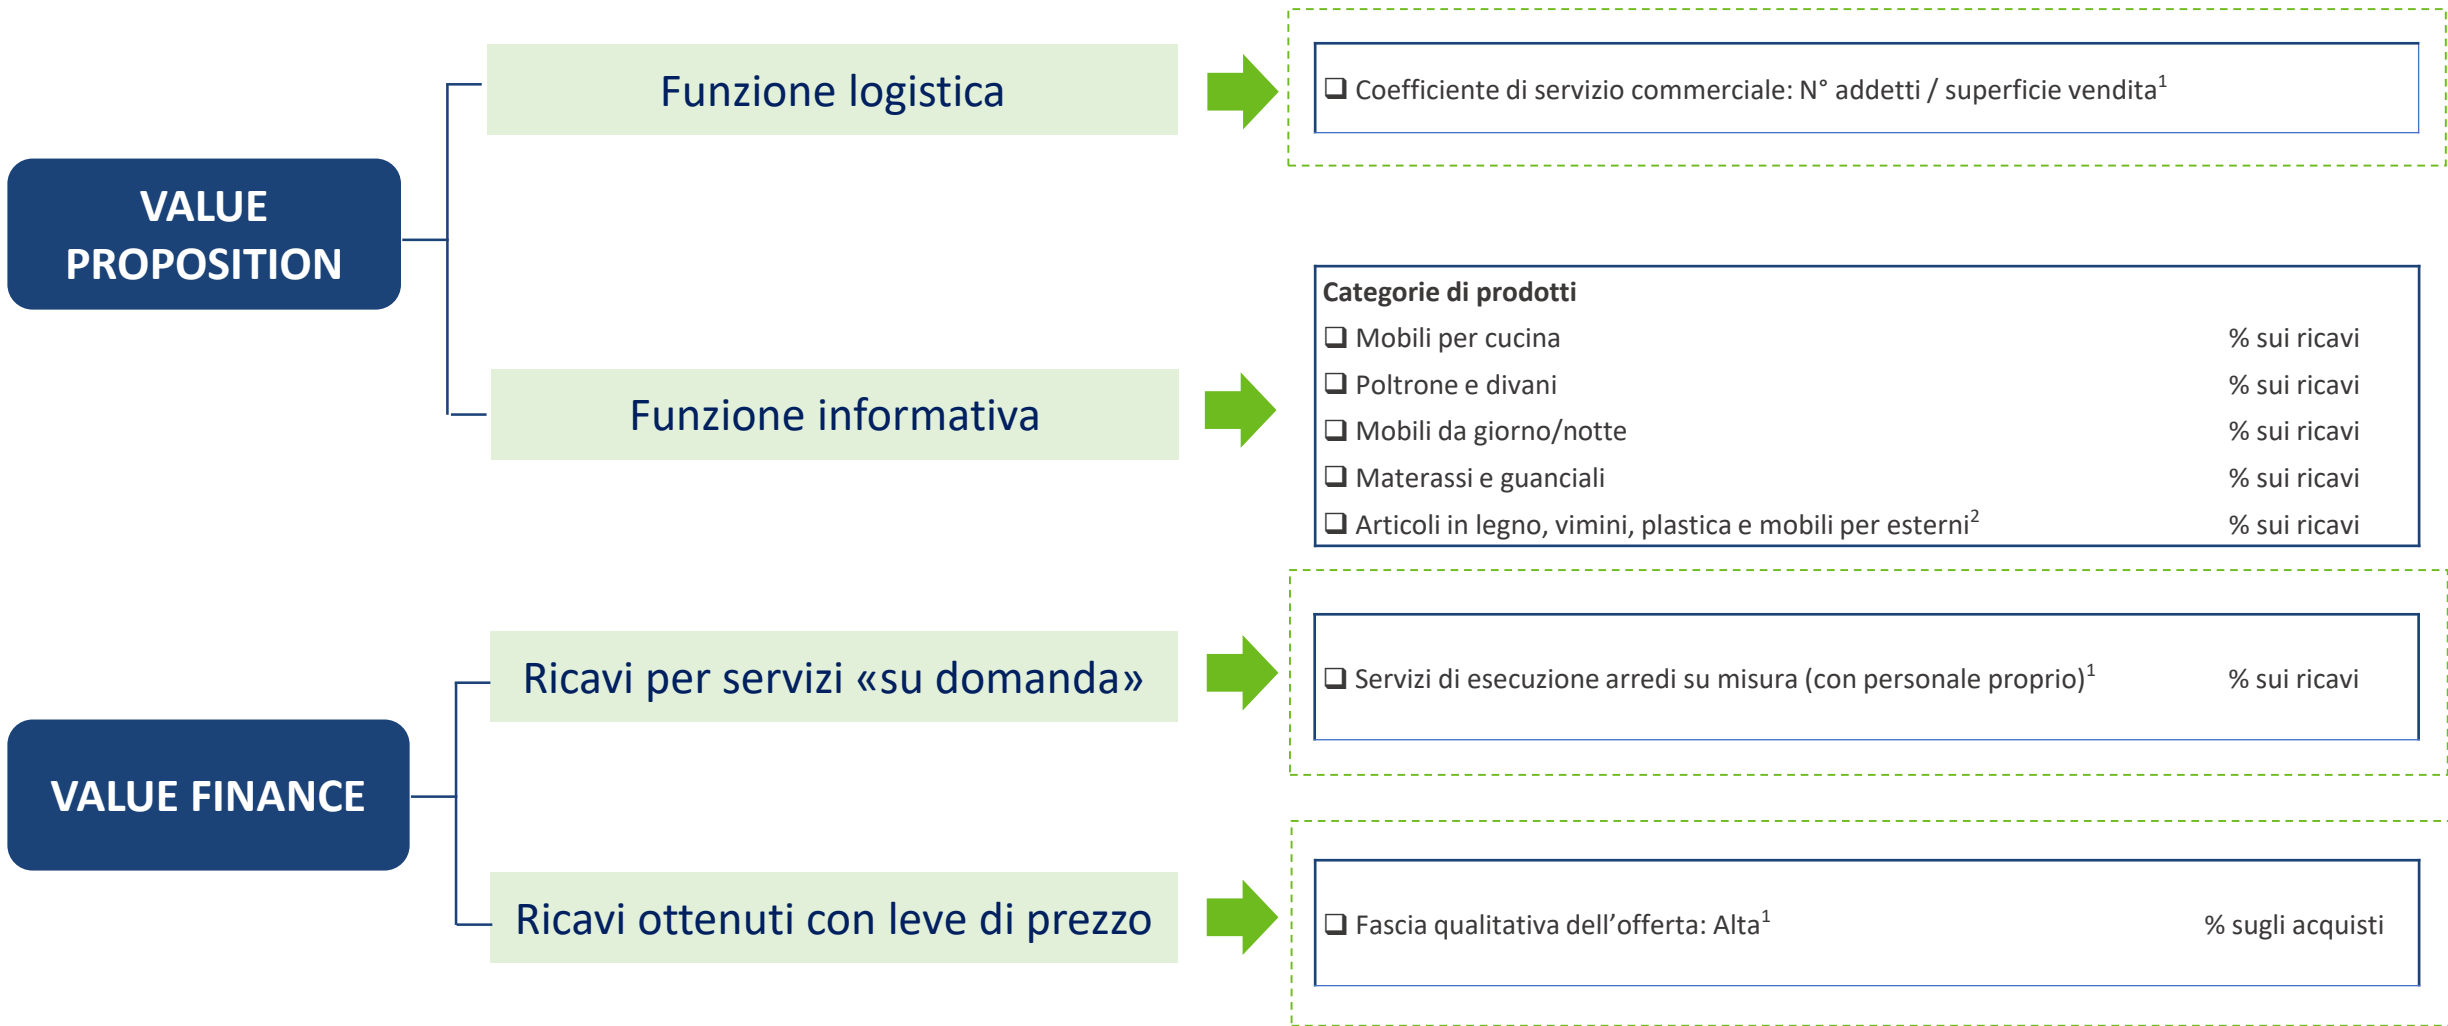 VALUE
PROPOSITION
Funzione logistica
❑ Coefficiente di servizio commerciale: N° addetti / superficie vendita¹
Funzione informativa
Categorie di prodotti
❑ Mobili per cucina % sui ricavi
❑ Poltrone e divani % sui ricavi
❑ Mobili da giorno/notte % sui ricavi
❑ Materassi e guanciali % sui ricavi
❑ Articoli in legno, vimini, plastica e mobili per esterni² % sui ricavi
VALUE FINANCE
Ricavi per servizi «su domanda»
❑ Servizi di esecuzione arredi su misura (con personale proprio)¹ % sui ricavi
Ricavi ottenuti con leve di prezzo
❑ Fascia qualitativa dell’offerta: Alta¹ % sugli acquisti